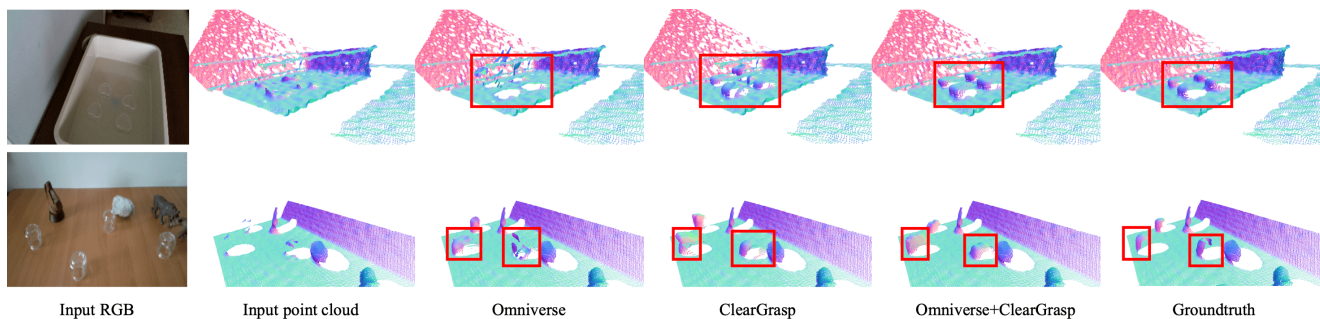 Input RGB
Input point cloud
Omniverse
ClearGrasp
Omniverse+ClearGrasp
Groundtruth